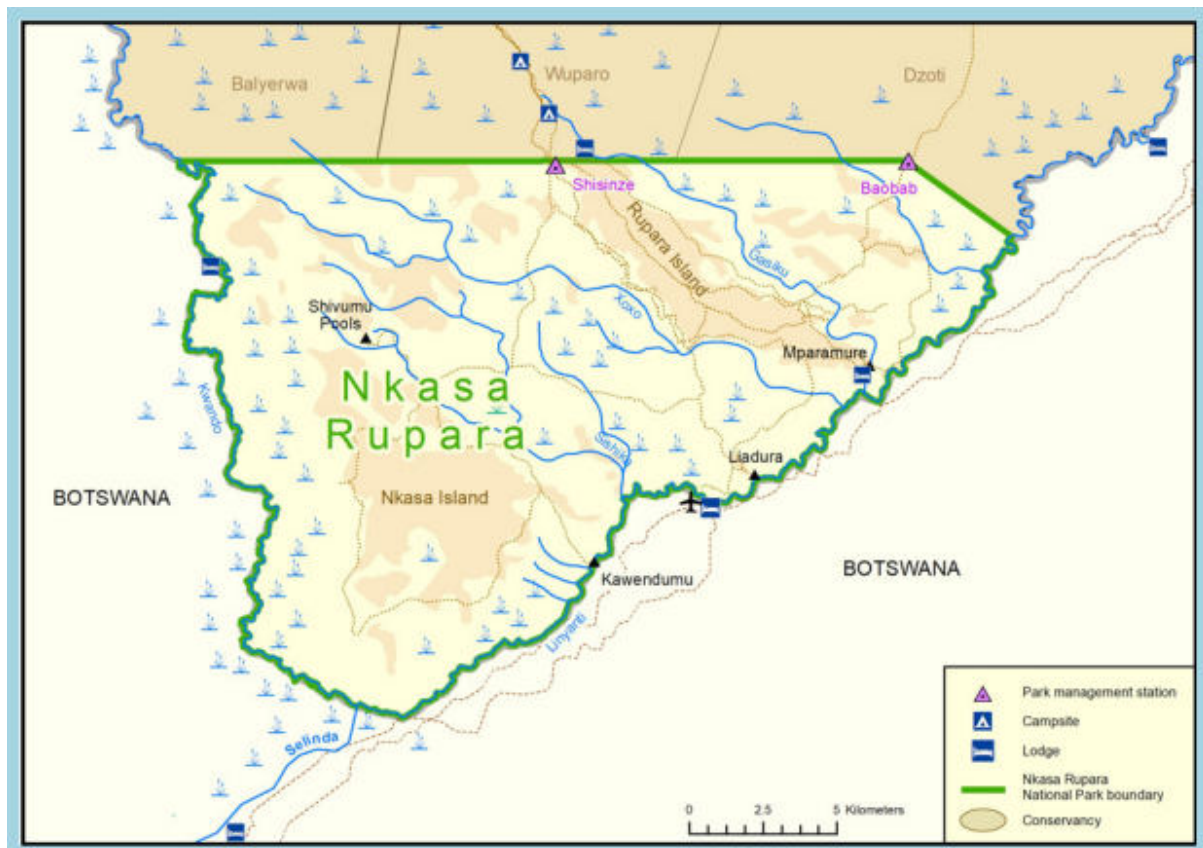 Balyerwa
Wuparo
Dzoti
Shisinze
Baobab
Rupara Island
Gasiku
Xoxo
Shivumu
Pools
Mparamure
Kwando
Nkasa
Rupara
Sishika
Liadura
Nkasa Island
BOTSWANA
Kawendumu
BOTSWANA
Linyanti
Selinda
Park management station
Campsite
Lodge
Nkasa Rupara
National Park boundary
Conservancy
0 2.5 5 Kilometers